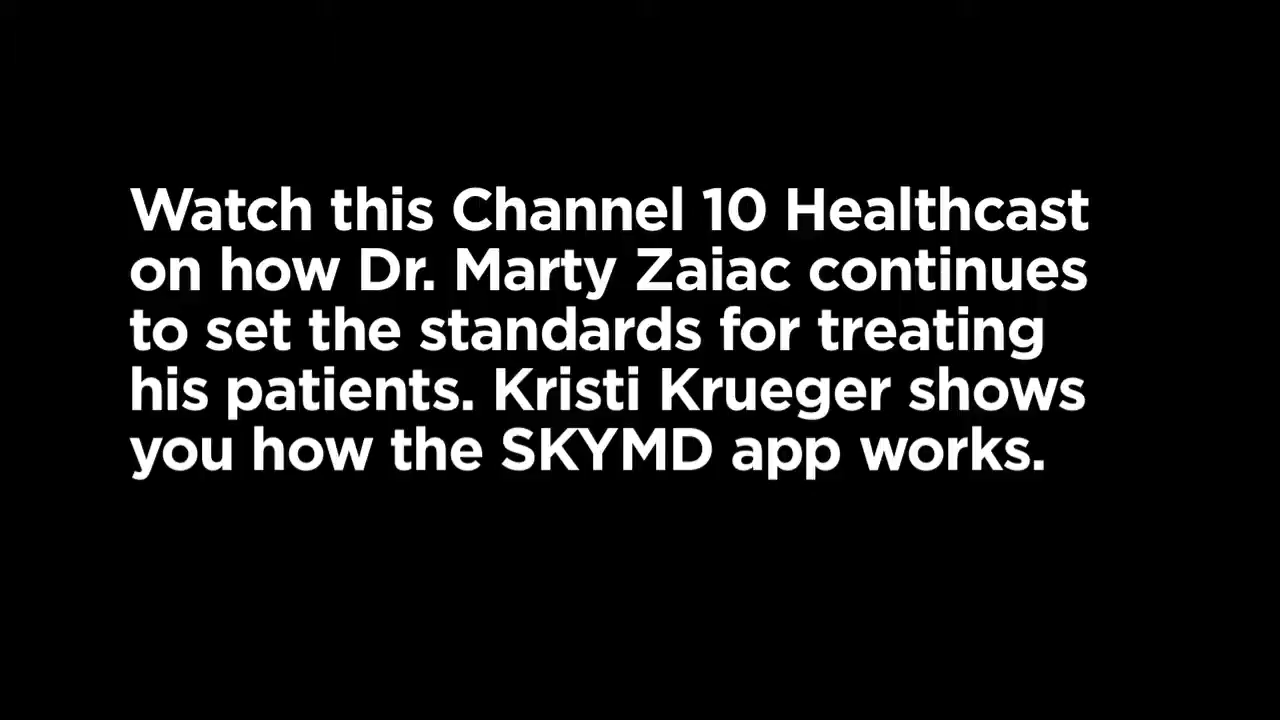 Watch this Channel 10 Healthcast
on how Dr. Marty Zaiac continues
to set the standards for treating
his patients. Kristi Krueger shows
you how the SKYMD app works.